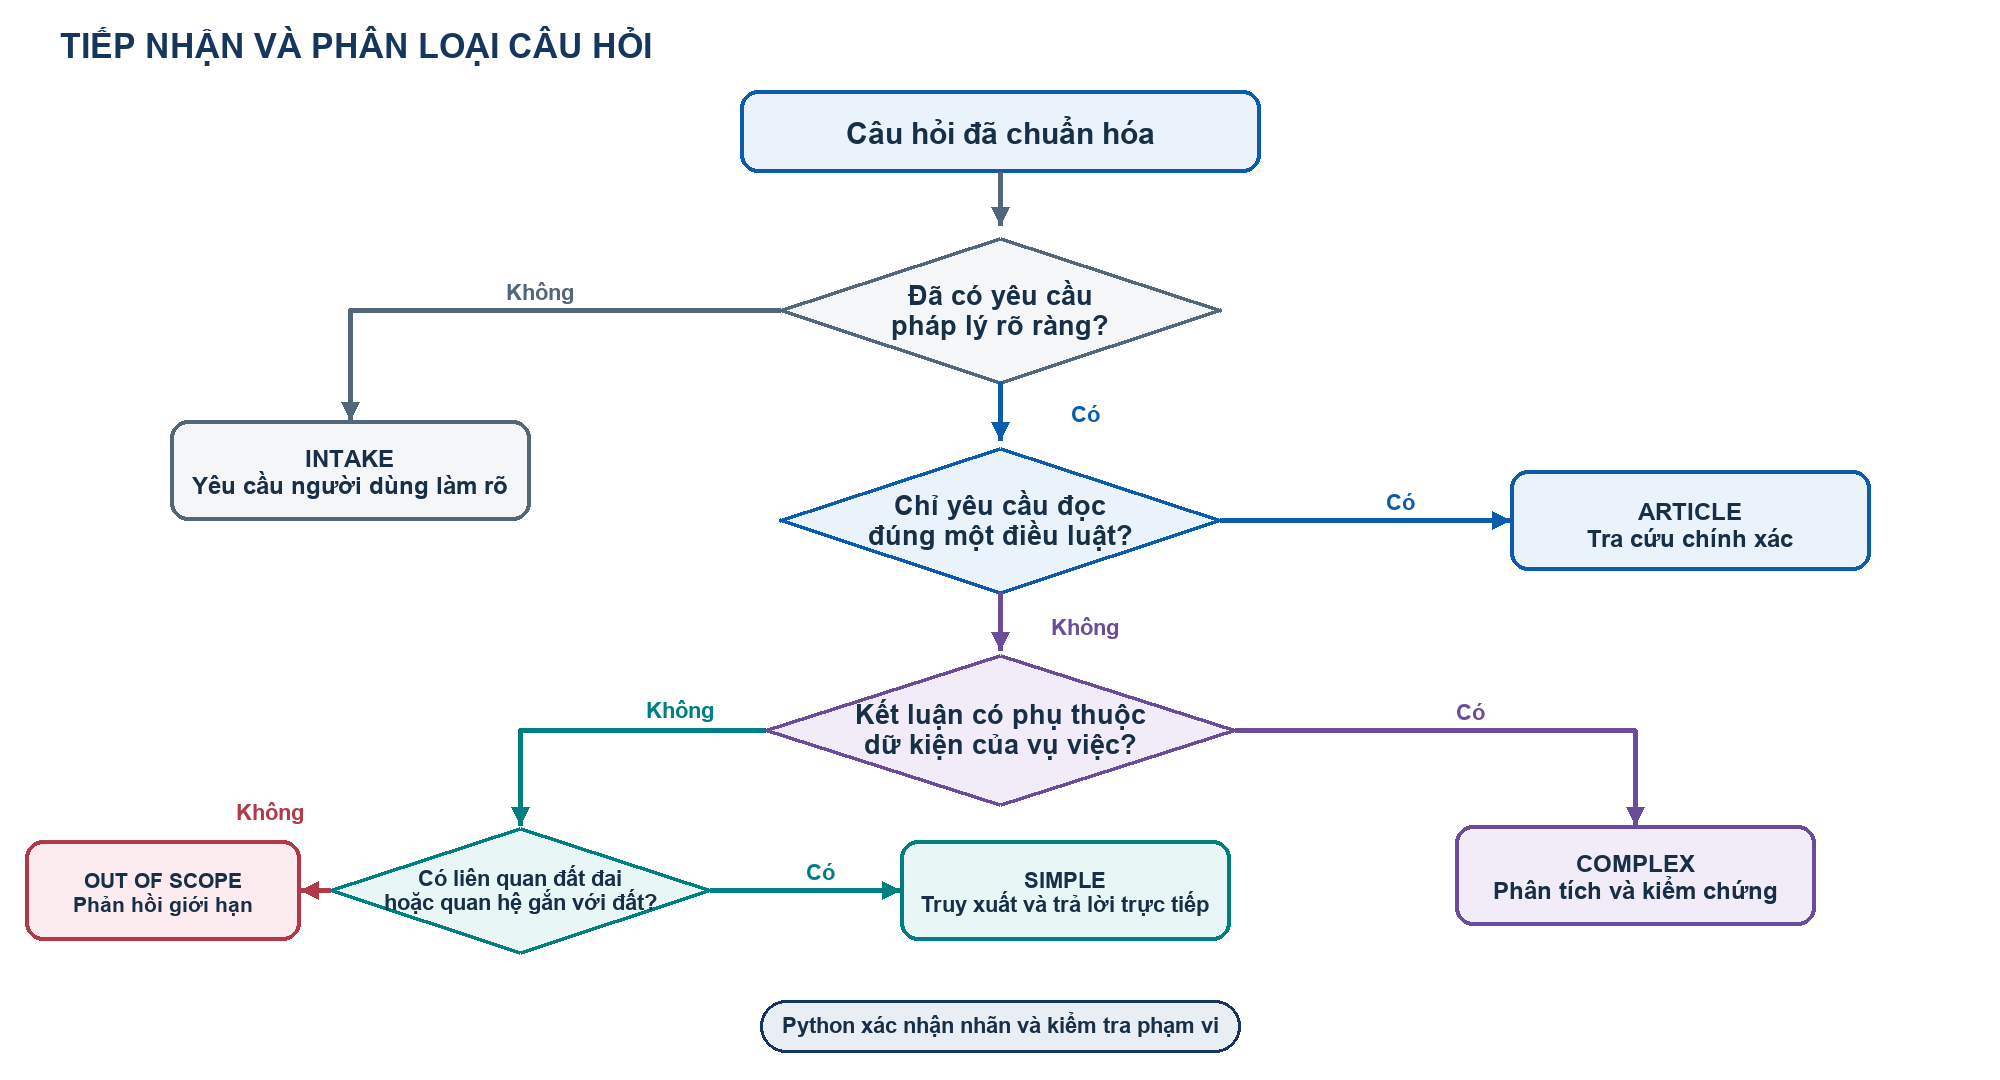 TIẾP NHẬN VÀ PHÂN LOẠI CÂU HỎI
Câu hỏi đã chuẩn hóa
Đã có yêu cầu
pháp lý rõ ràng?
Không
Có
INTAKE
Yêu cầu người dùng làm rõ
Chỉ yêu cầu đọc
đúng một điều luật?
Có
ARTICLE
Tra cứu chính xác
Không
Kết luận có phụ thuộc
dữ kiện của vụ việc?
Không
Có
Không
OUT OF SCOPE
Phản hồi giới hạn
Có liên quan đất đai
hoặc quan hệ gắn với đất?
Có
SIMPLE
Truy xuất và trả lời trực tiếp
COMPLEX
Phân tích và kiểm chứng
Python xác nhận nhãn và kiểm tra phạm vi